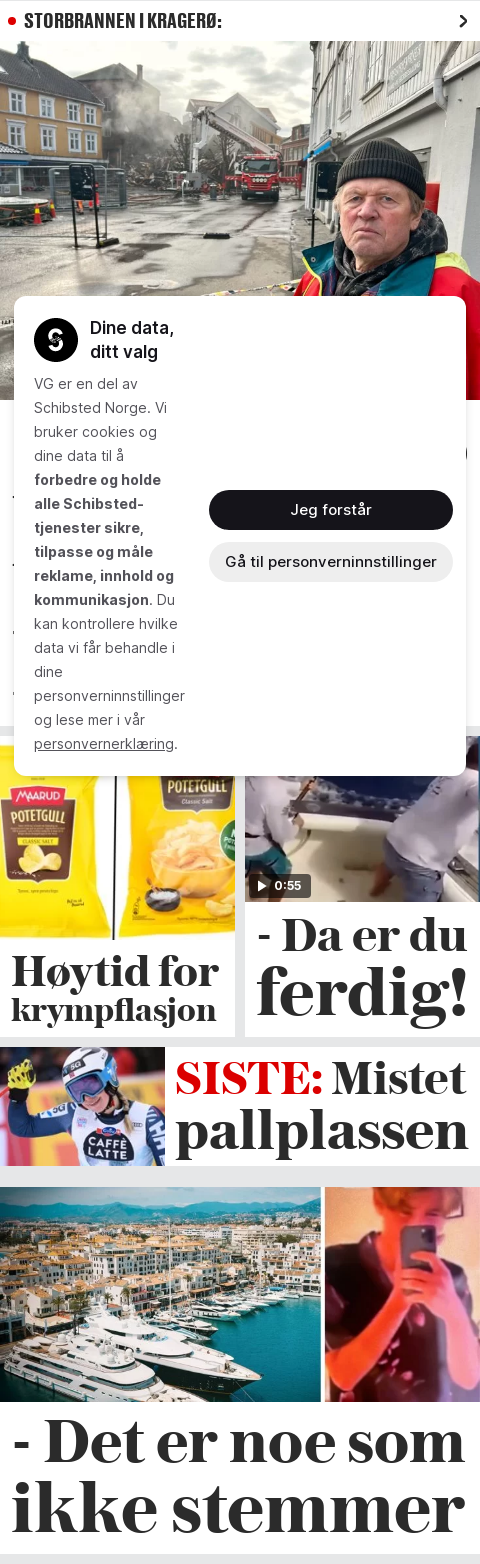 STORBRANNEN I KRAGERØ:
Dine data,
ditt valg
VG er en del av
Schibsted Norge. Vi
bruker cookies og
dine data til å
forbedre og holde
alle Schibsted-
tjenester sikre,
tilpasse og måle
reklame, innhold og
kommunikasjon. Du
kan kontrollere hvilke
data vi får behandle i
dine
personverninnstillinger
og lese mer i vår
personvernerklæring.
Jeg forstår
Gå til personverninnstillinger
MAARUD
POTETGULL
CLASSIC SALT
POTETGULL
Classic Salt
0:55
Høytid for
krympflasjon
- Da er du
ferdig!
SG
SG
CAFFÈ
LATTE
SISTE: Mistet
pallplassen
- Det er noe som
ikke stemmer